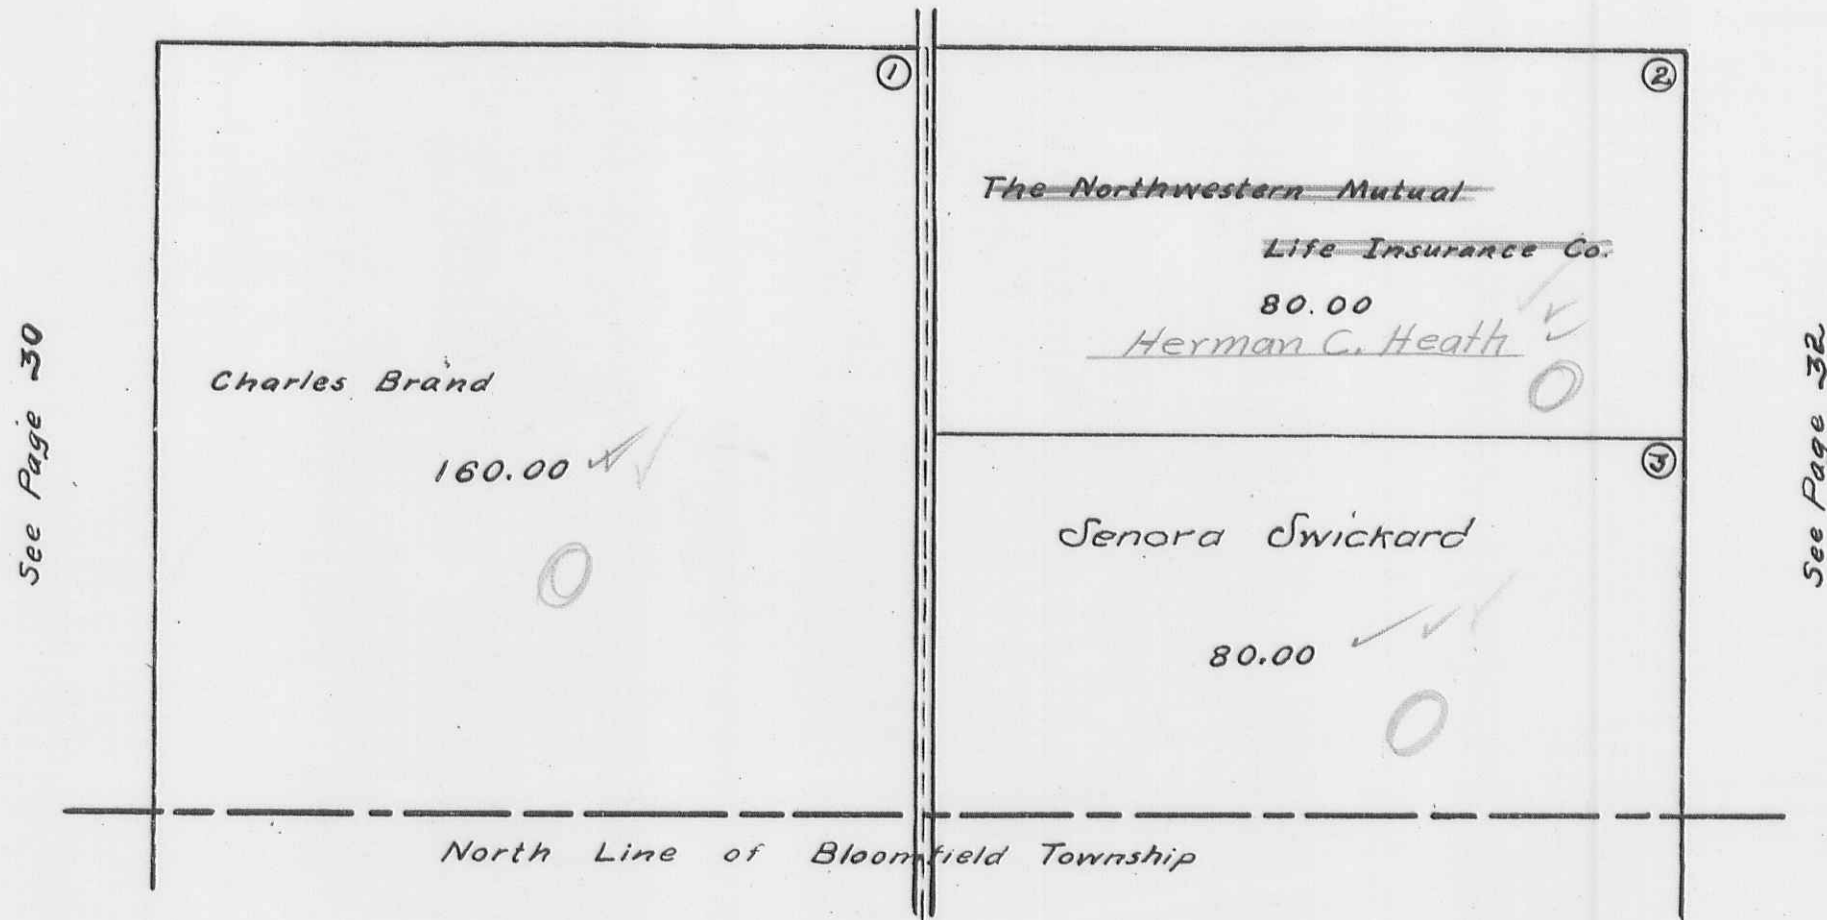 See Page 30
1
Charles Brand
160.00
2
The Northwestern Mutual
Life Insurance Co.
80.00
Herman C. Heath
3
Senora Swickard
80.00
See Page 32
North Line of Bloomfield Township